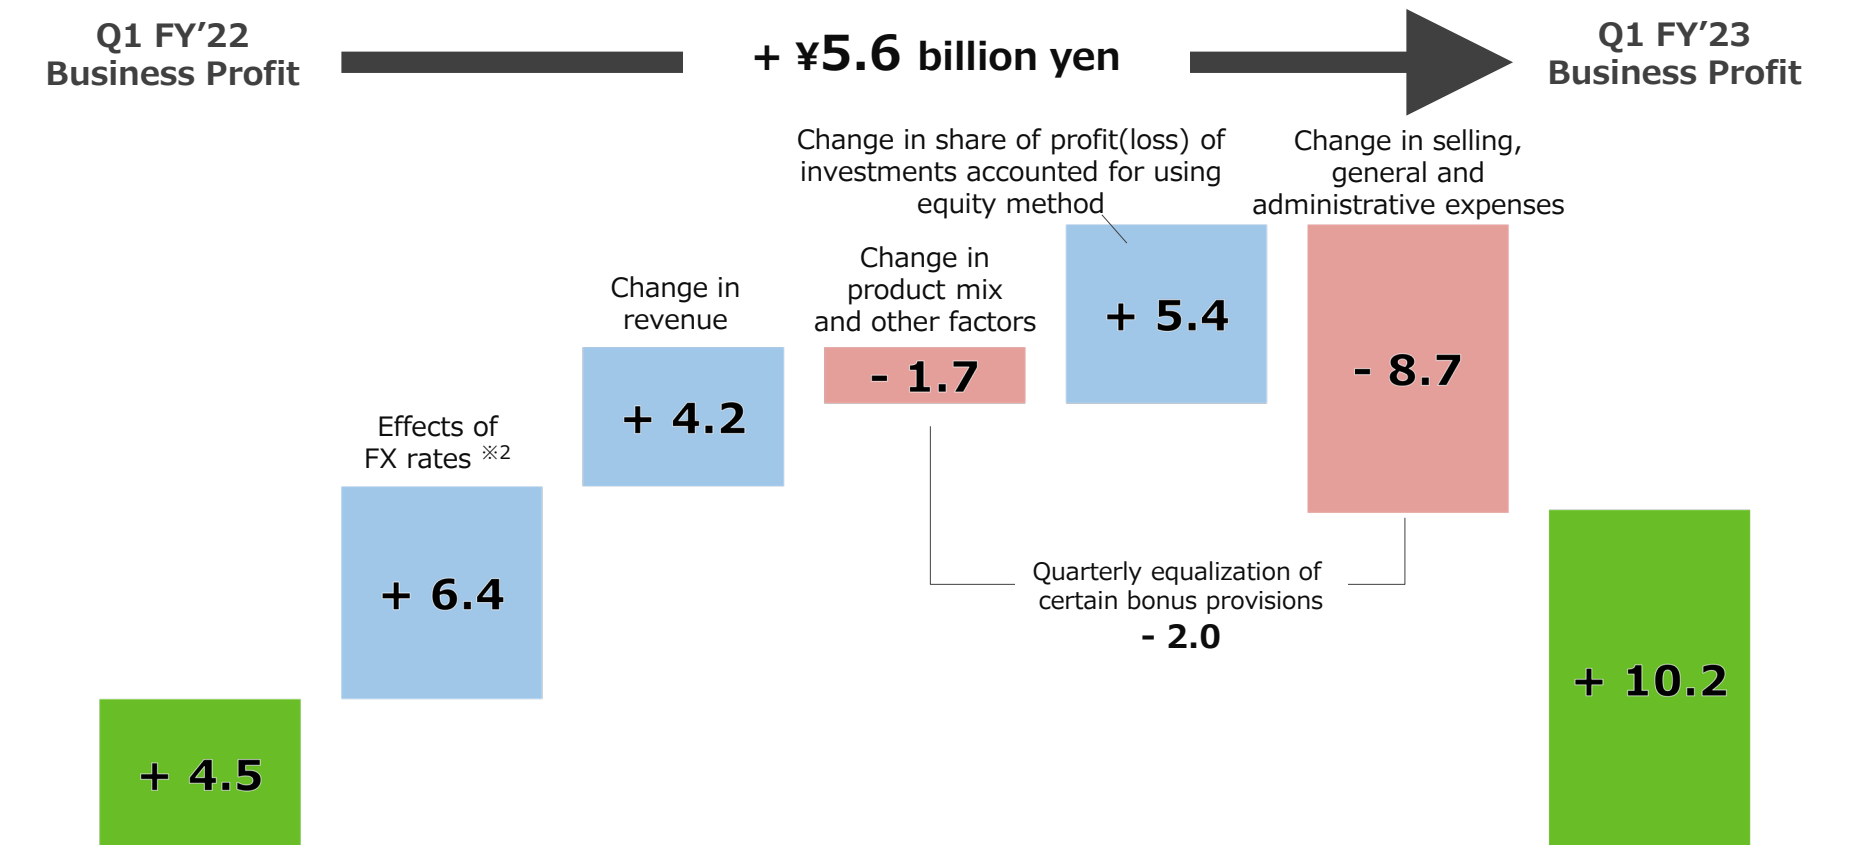 Q1 FY’22
Business Profit
+ ¥5.6 billion yen
Q1 FY’23
Business Profit
Change in share of profit(loss) of
investments accounted for using
equity method
Change in selling,
general and
administrative expenses
Change in
product mix
and other factors
Change in
revenue
Effects of
FX rates ※2
+ 4.5
+ 6.4
+ 4.2
- 1.7
+ 5.4
- 8.7
Quarterly equalization of
certain bonus provisions
- 2.0
+ 10.2